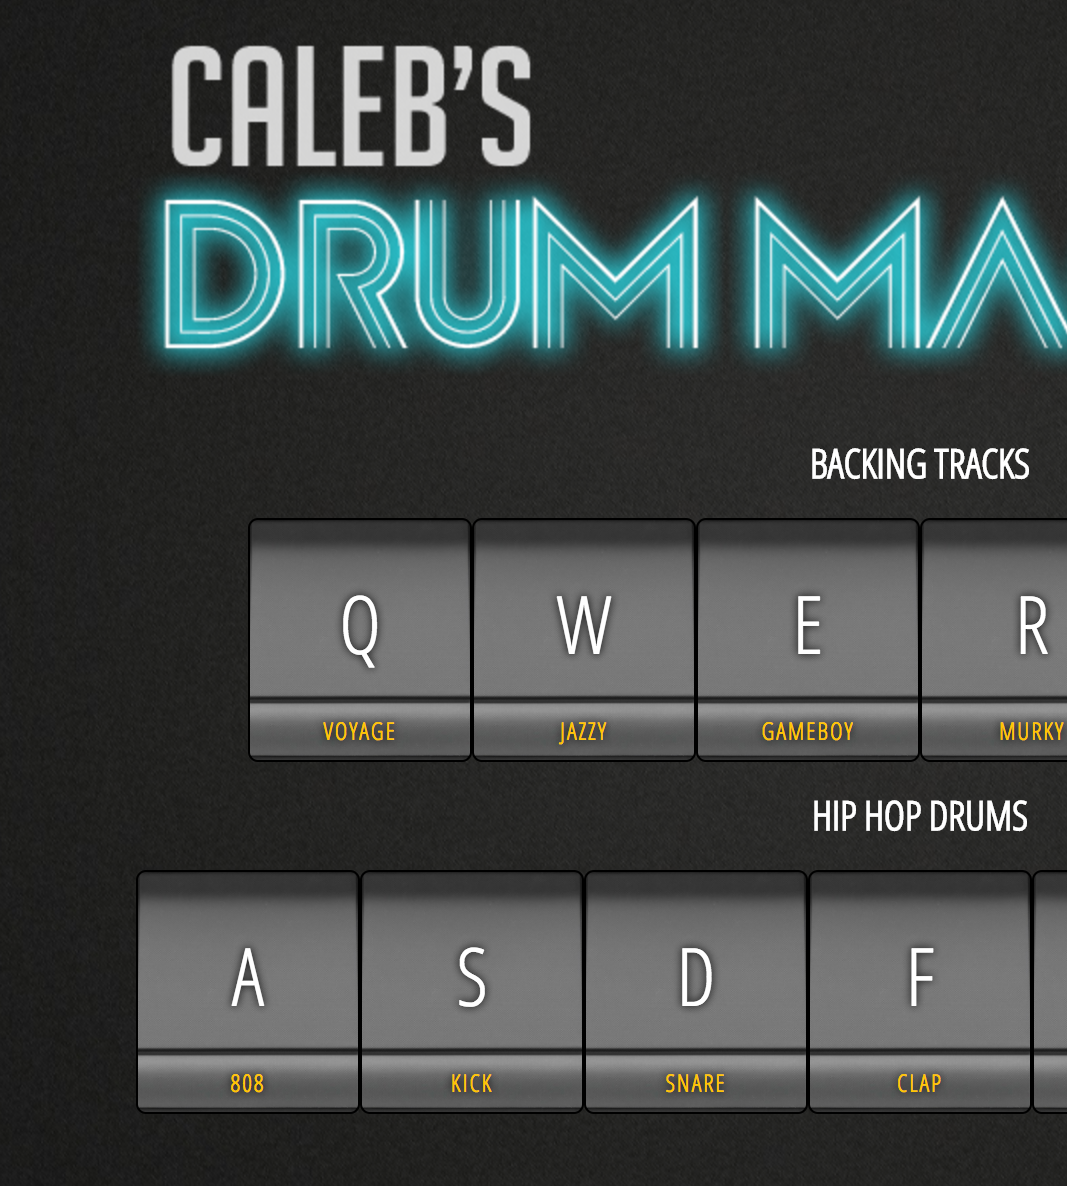 CALEB'S
DRUM MA
BACKING TRACKS
Q W E R
VOYAGE JAZZY GAMEBOY MURKY
HIP HOP DRUMS
A S D F
808 KICK SNARE CLAP